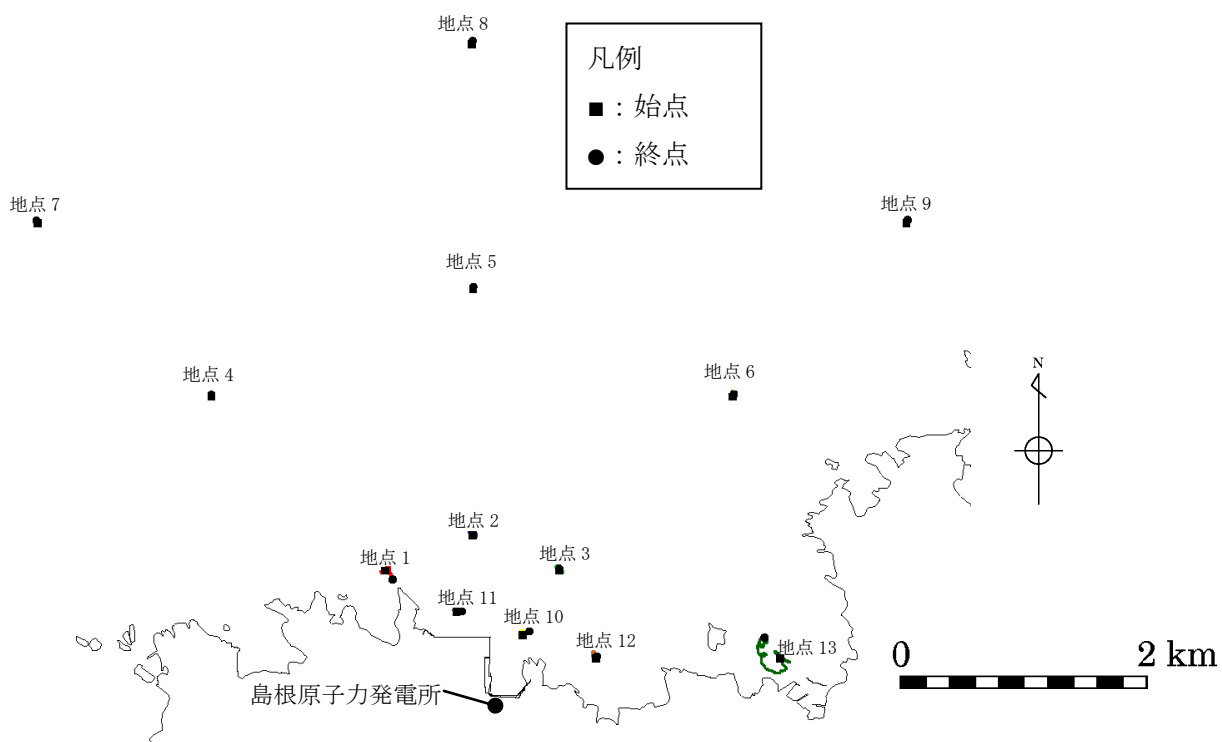 地点 8
凡例
■：始点
●：終点
地点 7
地点 9
地点 5
地点 4
地点 6
N
地点 2
地点 1
地点 3
地点 11
地点 10
地点 12
地点 13
0 2 km
島根原子力発電所